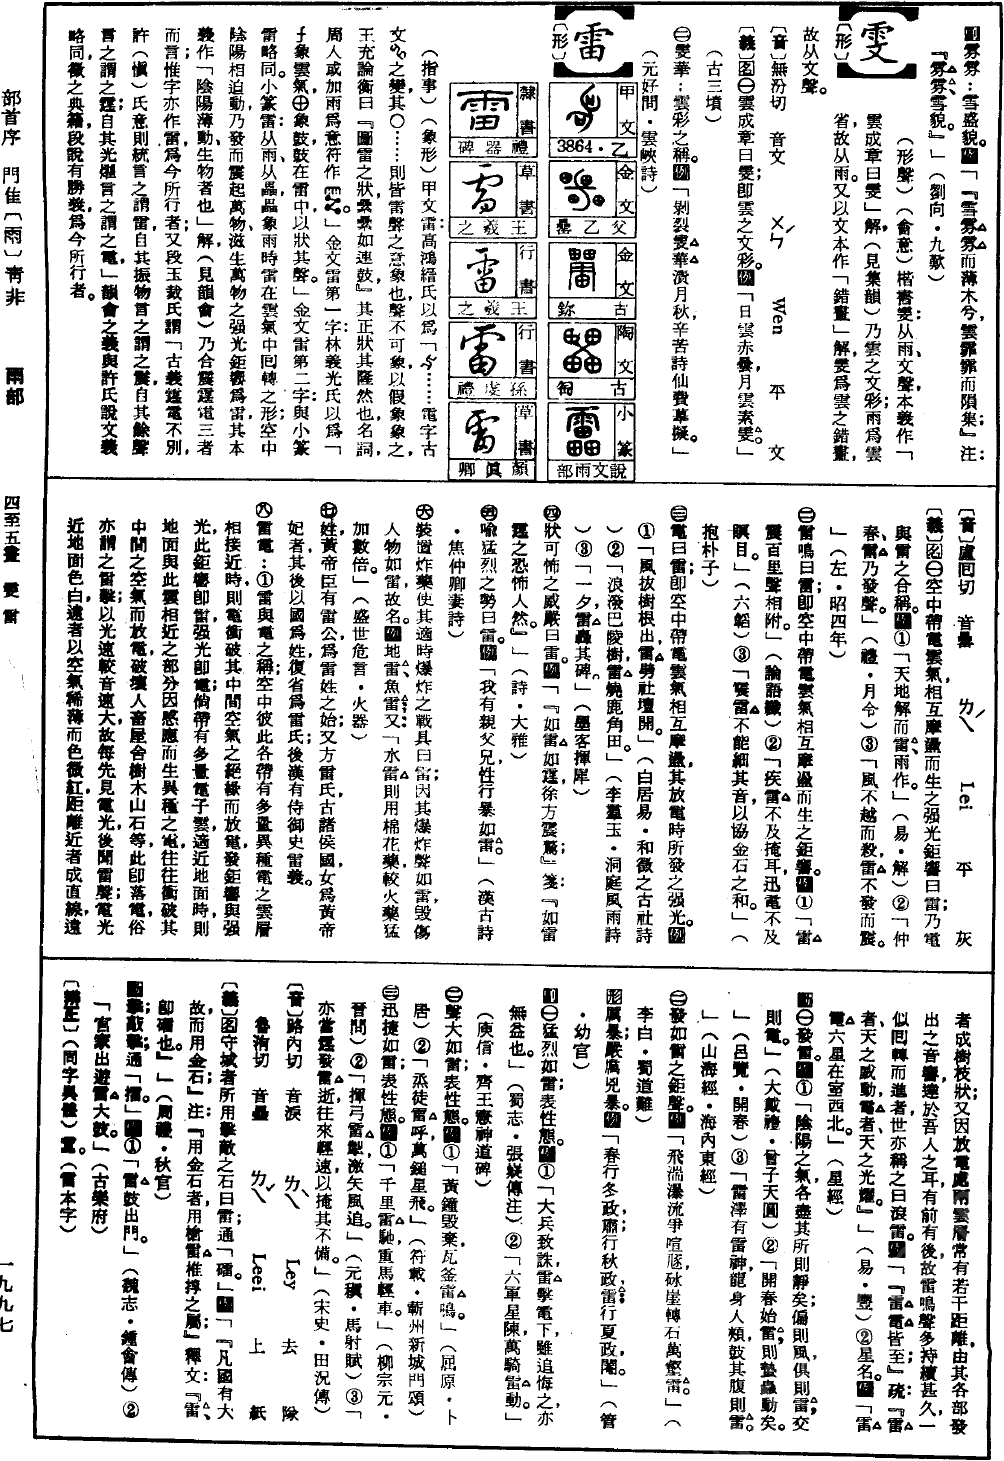 副雰雰：雪盛貌。例「『雪雰雰而薄木兮，雲霏霏而隕集』注：
『雰雰雪貌。』」（劉向·九歎）
雯
〔形〕
（形聲）（會意）楷書雯从雨，文聲，本義作「
雲成章曰雯」解（見集韻）乃雲之文彩，雨爲雲
省，故从雨。又以文本作「錯畫」解，雯爲雲之錯畫，
故从文聲。
〔音〕無汾切 音文 ㄨㄣˊ Wen 平 文
〔義〕名㊀雲成章曰雯；卽雲之文彩。例「日雲赤曇，月雲素雯。」
（古三墳）
㊁雯華：雲彩之稱。例「剝裂雯華漬月秋，辛苦詩仙費摹擬。」
（元好問·雲峽詩）
雷
〔形〕
甲文 3864·乙
金文 父乙罍
金文 古鉨
陶文 古匋
小篆 說文雨部
隸書 禮器碑
草書 王羲之
行書 王羲之
行書 孫虔禮
草書 顏眞卿
（指事）（象形）甲文雷高鴻縉氏以爲「……電字古
文之變，其〇……則皆雷聲之意象也，聲不可象，以假象象之，
王充論衡曰『圖雷之狀，纍纍如連鼓。』其正狀其隆然也，名詞，
周人或加雨爲意符作。」金文雷第一字：林義光氏以爲「
象雲氣，象鼓，鼓在雷中，以狀其聲。」金文雷第二字：與小篆
雷略同。小篆雷：从雨，从畾，畾象雨時雷在雲氣中回轉之形；空中
陰陽相迫動，乃發而震起萬物，滋生萬物之强光鉅響爲雷，其本
義作「陰陽薄動，生物者也」解（見韻會）乃合震霆電三者
而言；惟字亦作雷爲今所行者；又段玉裁氏謂「古義霆電不別，
許（愼）氏意則統言之謂雷，自其振物言之謂之震，自其餘聲
言之謂之霆，自其光燿言之謂之電」韻會之義與許氏說文義
略同，徵之典籍，段說有勝義，爲今所行者。
〔音〕盧回切 音罍 ㄌㄟˊ Lei 平 灰
〔義〕名㊀空中帶電雲氣相互摩盪而生之强光鉅響曰雷；乃電
與雷之合稱。例①「天地解而雷雨作。」（易·解）②「仲
春，雷乃發聲。」（禮·月令）③「風不越而殺，雷不發而震。
」（左·昭四年）
㊁雷鳴曰雷；卽空中帶電雲氣相互摩盪而生之鉅響。例①「雷
震百里，聲相附。」（論語讖）②「疾雷不及掩耳，迅電不及
瞑目。」（六韜）③「震雷不能細其音以協金石之和。」（
抱朴子）
㊂電曰雷；卽空中帶電雲氣相互摩盪，其放電時所發之强光。例
①「風拔樹根出，雷劈社壇開。」（白居易·和微之古社詩
）②「浪潑巴陵樹，雷燒鹿角田。」（李羣玉·洞庭風雨詩
）③「一夕雷轟其碑。」（墨客揮犀）
㊃狀可怖之威嚴曰雷。例「『如雷如霆，徐方震驚』箋：『如雷
霆之恐怖人然。』」（詩·大雅）
㊄喻猛烈之勢曰雷。例「我有親父兄，性行暴如雷。」（漢古詩
·焦仲卿妻詩）
㊅裝置炸藥使其適時爆炸之戰具曰雷；因其爆炸聲如雷，毀傷
人物如雷，故名。例地雷、魚雷。又「水雷則用棉花藥，較火藥猛
加數倍。」（盛世危言·火器）
㊆姓，黃帝臣有雷公，爲雷姓之始；又方雷氏古諸侯國，女爲黃帝
妃者，其後以國爲姓，復省爲雷氏；後漢有侍御史雷義。
㊇雷電：①雷與電之稱；空中彼此各帶有多量異種電之雲層
相接近時，則電衝破其中間空氣之絕緣而放電，發鉅響與强
光；此鉅響卽雷，强光卽電。倘帶有多量電子雲適近地面時，則
地面與此雲相近之部分因感應而生異種之電，往往衝破其
中間之空氣而放電，破壞人畜屋舍樹木山石等，此卽落電，俗
亦謂之雷擊；以光速較音速大，故每先見電光，後聞雷聲；電光
近地面色白，遠者以空氣稀薄而色微紅；距離近者成直線，遠
者成樹枝狀；又因放電處兩雲層常有若干距離，由其各部發
出之音響，達於吾人之耳有前有後，故雷鳴聲多持續甚久，一
似回轉而進者，世亦稱之曰浪雷。例「『雷電皆至』疏：『雷
者天之威動，電者天之光燿。』」（易·豐）②星名。例「雷
電六星，在室西北。」（星經）
動㊀發雷。例①「陰陽之氣各盡其所則靜矣；偏則風，俱則雷，交
則電。」（大戴禮·曾子天圓）②「開春始雷，則蟄蟲動矣。
」（呂覽·開春）③「雷澤有雷神，龍身人頰，鼓其腹則雷。
」（山海經·海內東經）
㊁發如雷之鉅聲。例「飛湍瀑流爭喧豗，砯崖轉石萬壑雷。」（
李白·蜀道難）
形厲暴；嚴厲兇暴。例「春行冬政肅，行秋政雷，行夏政閹。」（管
·幼官）
副㊀猛烈如雷；表性態。例①「大兵致誅，雷擊電下，雖追悔之，亦
無益也。」（蜀志·張嶷傳注）②「六軍星陳，萬騎雷動。」
（庾信·齊王憲神道碑）
㊁聲大如雷；表性態。例①「黃鐘毀棄，瓦釜雷鳴。」（屈原·卜
居）②「烝徒雷呼，萬鎚星飛。」（符載·蘄州新城門頌）
㊂迅捷如雷；表性態。例①「千里雷馳，重馬輕車。」（柳宗元·
晉問）②「揮弓雷駭，激矢風追。」（元稹·馬射賦）③「
亦當霆發雷逝，往來輕速，以掩其不備。」（宋史·田況傳）
〔音〕路內切 音淚 ㄌㄟˋ Ley 去 隊
魯猥切 音壘 ㄌㄟˇ Leei 上 紙
〔義〕名守城者所用擊敵之石曰雷；通「礌」。例「『凡國有大
故而用金石』注：『用金石者，用槍雷椎摶之屬』釋文：『雷，
卽礌也。』」（周禮·秋官）
動擊；敲擊；通「擂」。例①「雷鼓出門。」（魏志·鍾會傳）②
「官家出遊雷大鼓。」（古樂府）
〔辨正〕（同字異體）靁。（雷本字）
部首序 門隹〔雨〕靑非 雨部 四至五畫 雯雷 一九九七